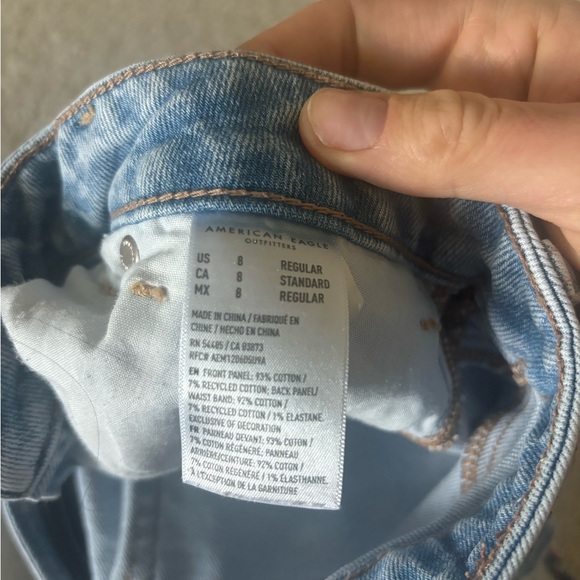 AMERICAN EAGLE
OUTFITTERS
US 8 REGULAR
CA 8 STANDARD
MX 8 REGULAR
MADE IN CHINA / FABRIQUÉ EN
CHINE / HECHO EN CHINA
RN 54485 / CA 03873
RFC# AEM120605U9A
EN FRONT PANEL: 93% COTTON /
7% RECYCLED COTTON; BACK PANEL/
WAIST BAND: 92% COTTON /
7% RECYCLED COTTON / 1% ELASTANE.
EXCLUSIVE OF DECORATION
FR PANNEAU DEVANT: 93% COTON /
7% COTON RÉGÉNÉRÉ; PANNEAU
ARRIÈRE/CEINTURE: 92% COTON /
7% COTON RÉGÉNÉRÉ / 1% ÉLASTHANNE.
À L'EXCEPTION DE LA GARNITURE